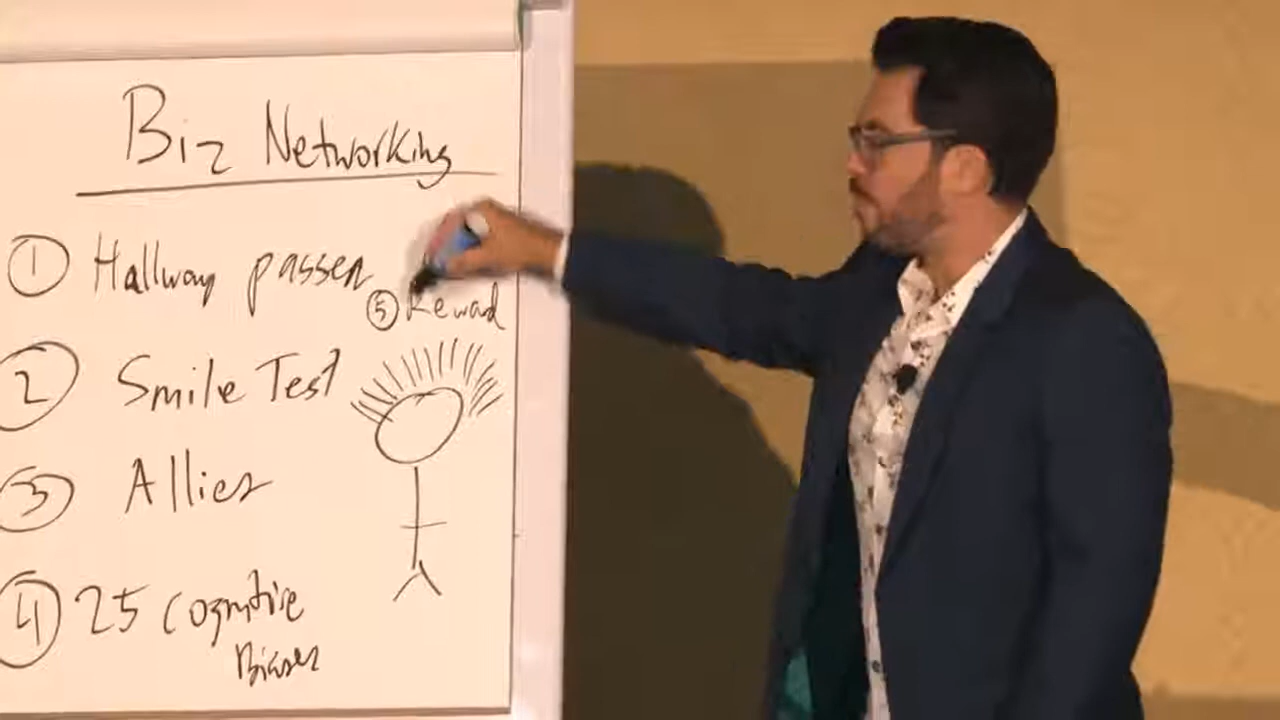 Biz Networking
① Hallway passer
⑤ Reward
② Smile Test
③ Allies
④ 25 cognitive
Biases